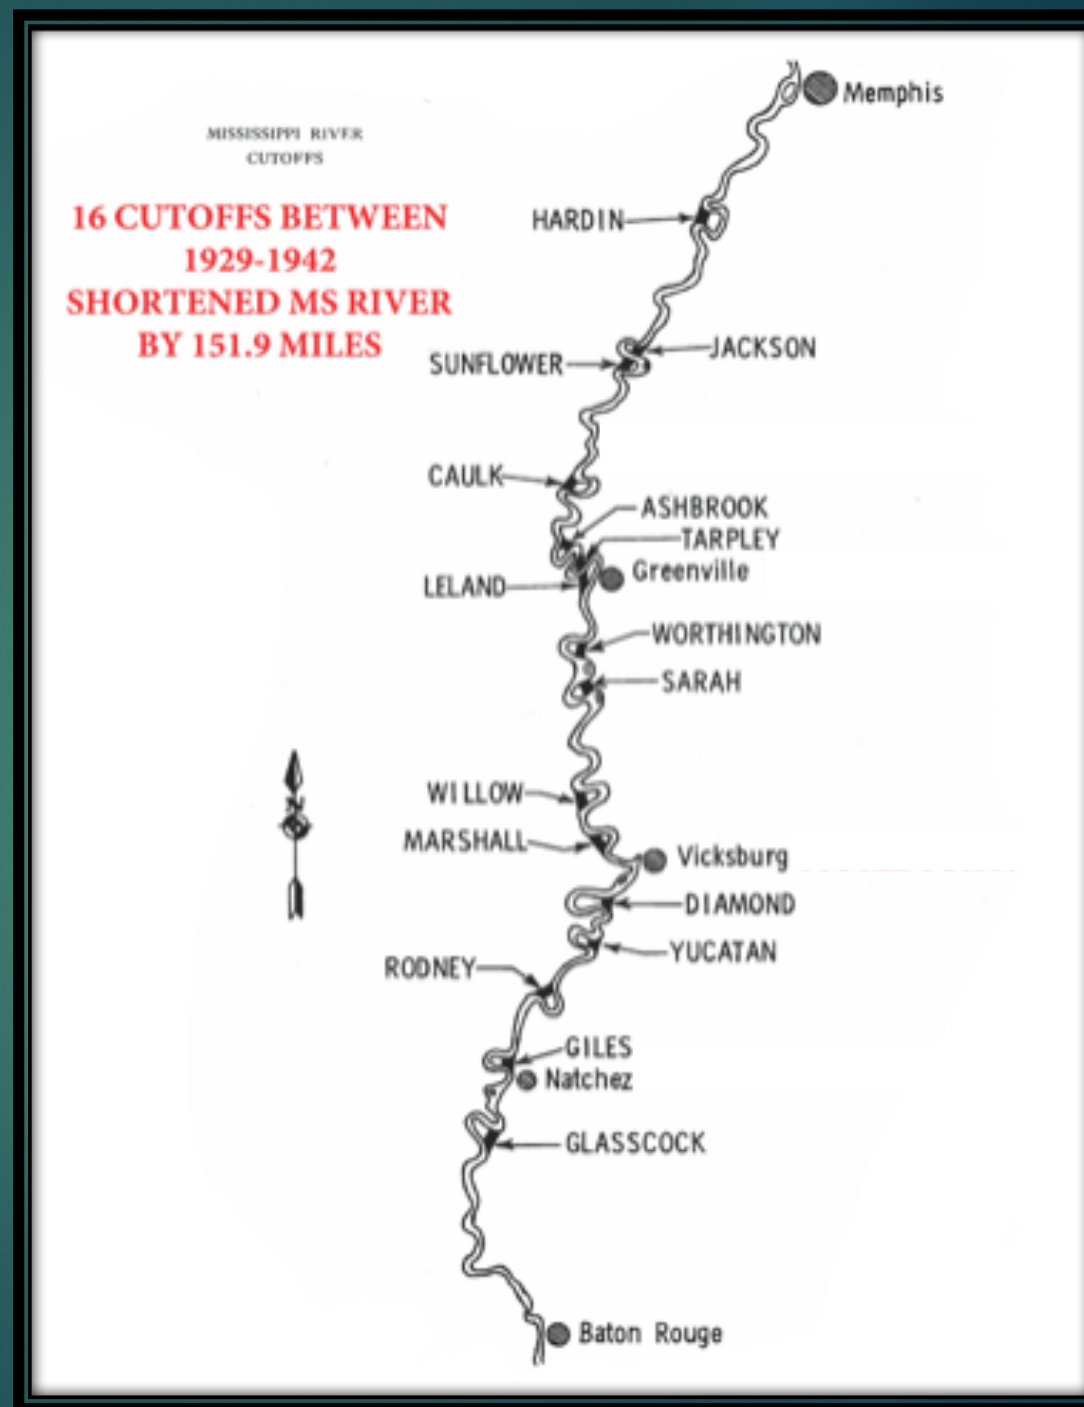 Memphis
MISSISSIPPI RIVER
CUTOFFS
16 CUTOFFS BETWEEN
1929-1942
SHORTENED MS RIVER
BY 151.9 MILES
HARDIN
JACKSON
SUNFLOWER
CAULK
ASHBROOK
TARPLEY
Greenville
LELAND
WORTHINGTON
SARAH
WILLOW
MARSHALL
Vicksburg
DIAMOND
YUCATAN
RODNEY
N
GILES
Natchez
GLASSCOCK
Baton Rouge